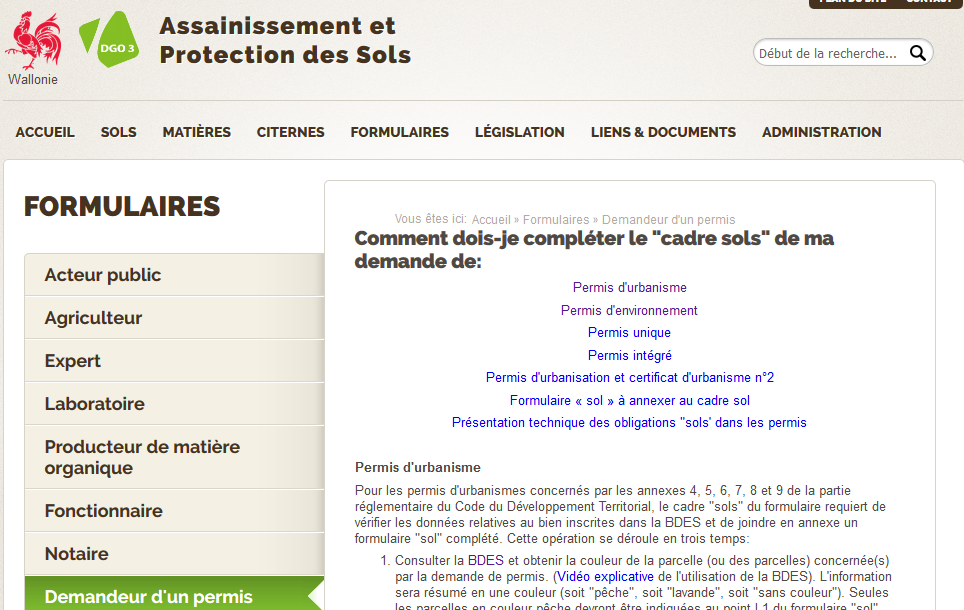 PLAN DU SITE CONTACT
Wallonie
DGO 3
Assainissement et
Protection des Sols
Début de la recherche...
ACCUEIL SOLS MATIÈRES CITERNES FORMULAIRES LÉGISLATION LIENS & DOCUMENTS ADMINISTRATION
FORMULAIRES
Acteur public
Agriculteur
Expert
Laboratoire
Producteur de matière
organique
Fonctionnaire
Notaire
Demandeur d'un permis
Vous êtes ici: Accueil » Formulaires » Demandeur d'un permis
Comment dois-je compléter le "cadre sols" de ma
demande de:
Permis d'urbanisme
Permis d'environnement
Permis unique
Permis intégré
Permis d'urbanisation et certificat d'urbanisme n°2
Formulaire « sol » à annexer au cadre sol
Présentation technique des obligations "sols' dans les permis
Permis d'urbanisme
Pour les permis d'urbanismes concernés par les annexes 4, 5, 6, 7, 8 et 9 de la partie
réglementaire du Code du Développement Territorial, le cadre "sols" du formulaire requiert de
vérifier les données relatives au bien inscrites dans la BDES et de joindre en annexe un
formulaire "sol" complété. Cette opération se déroule en trois temps:
1. Consulter la BDES et obtenir la couleur de la parcelle (ou des parcelles) concernée(s)
par la demande de permis. (Vidéo explicative de l'utilisation de la BDES). L'information
sera résumé en une couleur (soit "pêche", soit "lavande", soit "sans couleur"). Seules
les parcelles en couleur pêche devront être indiquées au point I.1 du formulaire "sol".